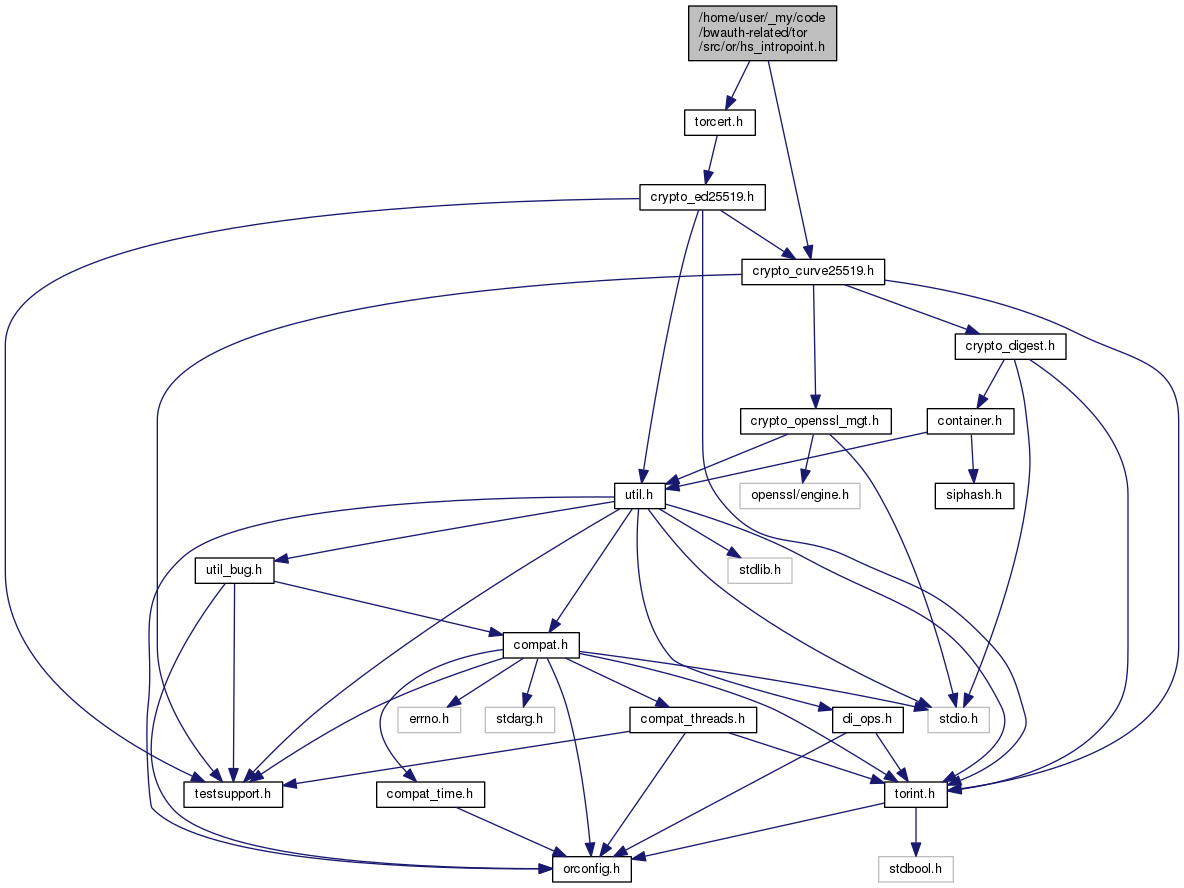 /home/user/_my/code
/bwauth-related/tor
/src/or/hs_intropoint.h
torcert.h
crypto_ed25519.h
crypto_curve25519.h
crypto_digest.h
crypto_openssl_mgt.h
container.h
util.h
openssl/engine.h
siphash.h
util_bug.h
stdlib.h
compat.h
errno.h
stdarg.h
compat_threads.h
di_ops.h
stdio.h
testsupport.h
compat_time.h
torint.h
orconfig.h
stdbool.h